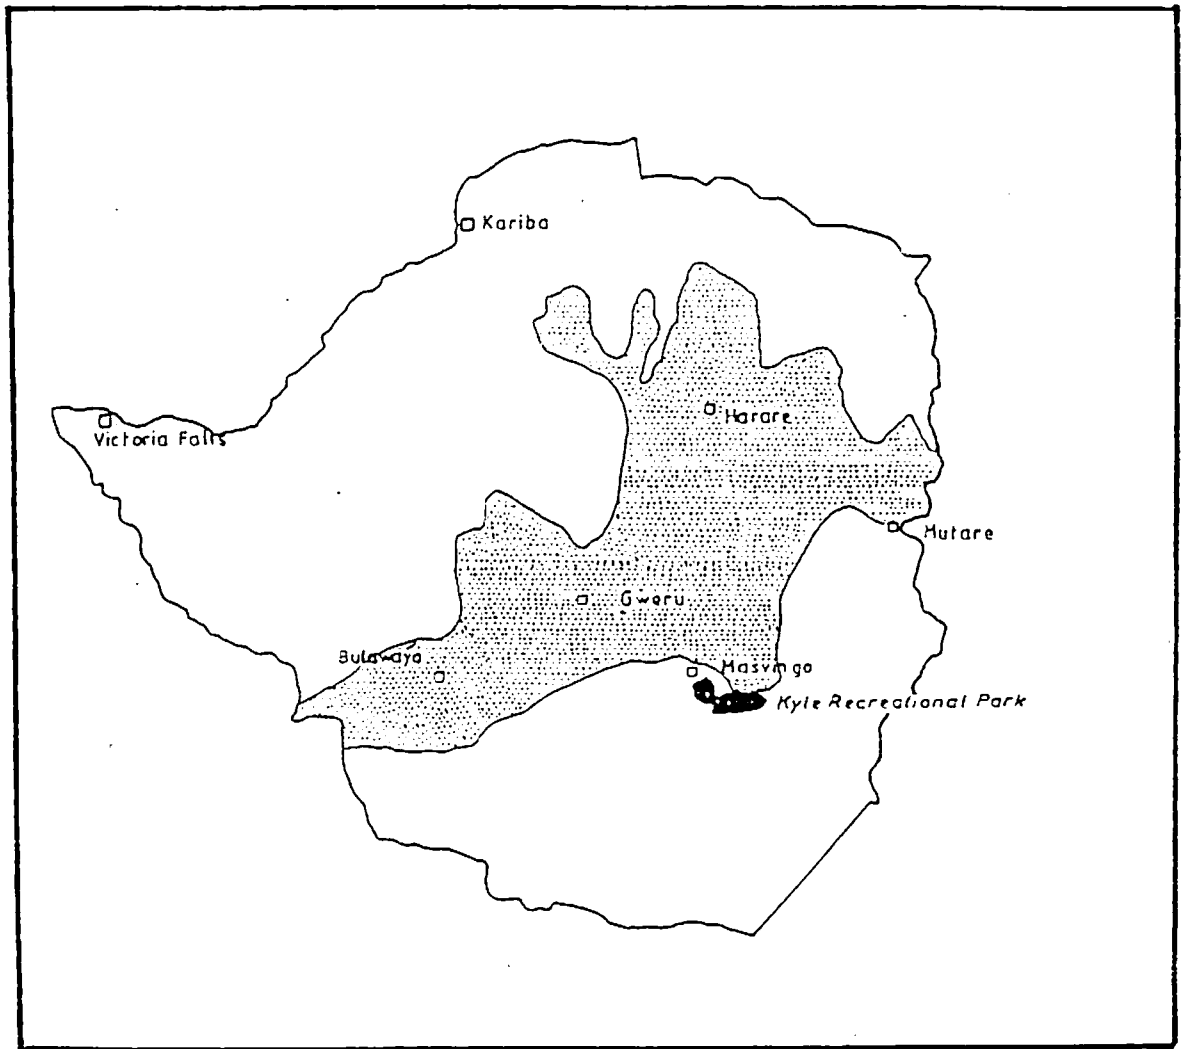 Kariba
Victoria Falls
Harare
Mutare
Gweru
Bulawayo
Masvingo
Kyle Recreational Park